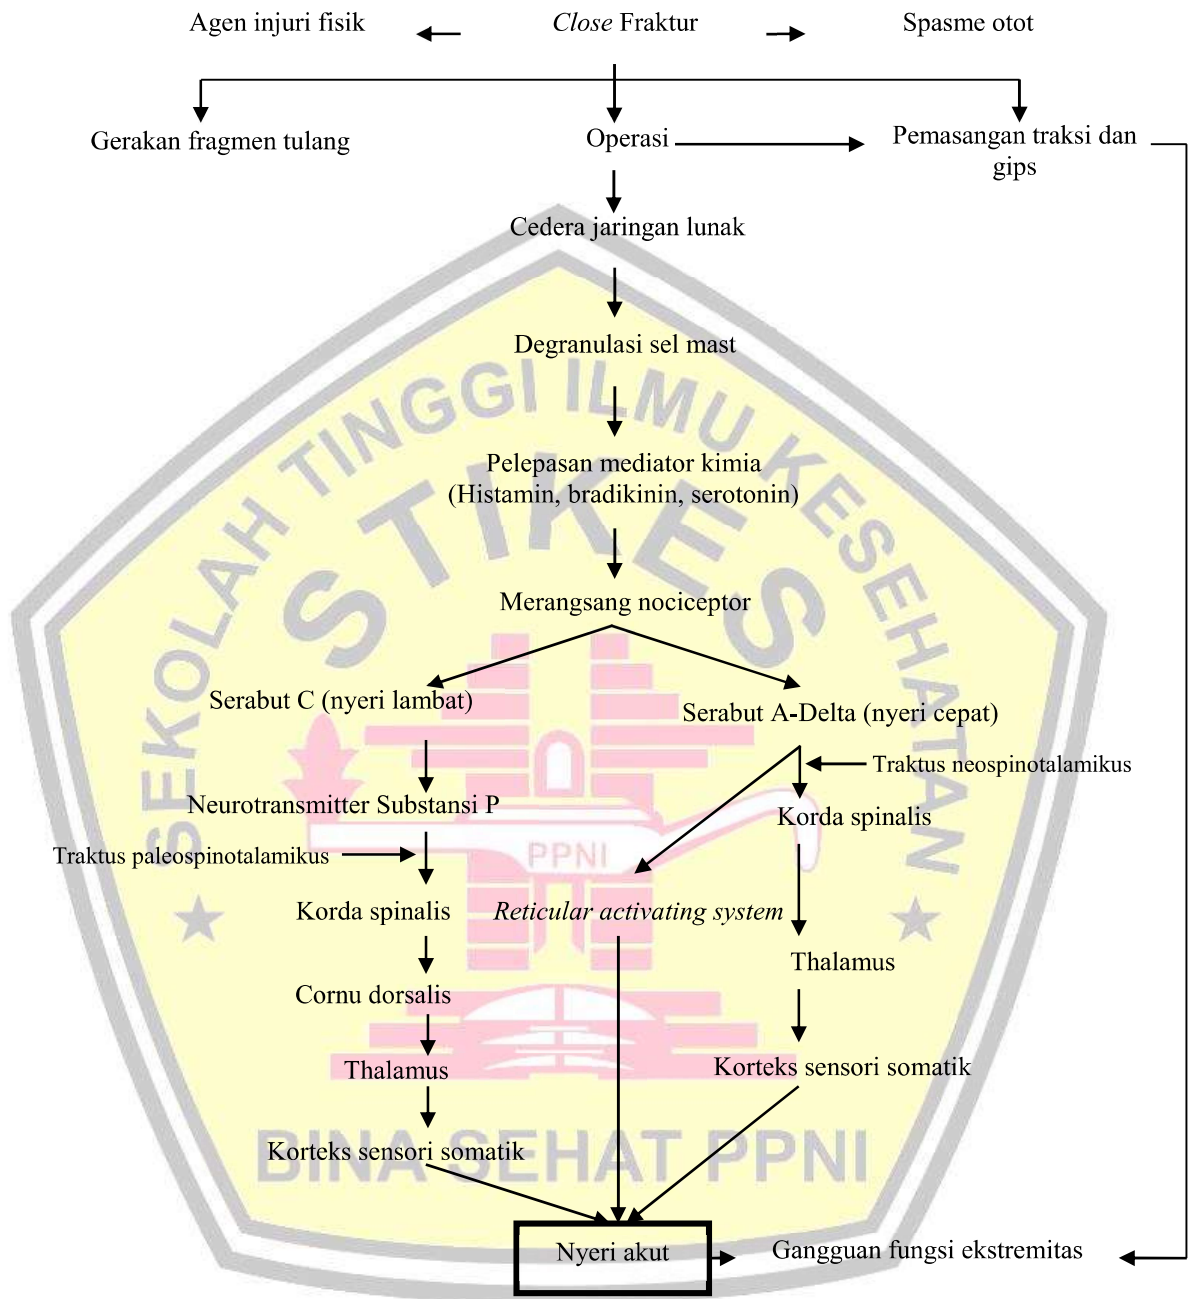 Agen injuri fisik
Close Fraktur
Spasme otot
Gerakan fragmen tulang
Operasi
Pemasangan traksi dan
gips
Cedera jaringan lunak
Degranulasi sel mast
SEKOLAH TINGGI ILMU KESEHATAN
STIKES
Pelepasan mediator kimia
(Histamin, bradikinin, serotonin)
Merangsang nociceptor
Serabut C (nyeri lambat)
Serabut A-Delta (nyeri cepat)
Traktus neospinotalamikus
Neurotransmitter Substansi P
Korda spinalis
PPNI
Traktus paleospinotalamikus
Korda spinalis
Reticular activating system
Thalamus
Cornu dorsalis
Thalamus
Korteks sensori somatik
Korteks sensori somatik
BINA SEHAT PPNI
Nyeri akut
Gangguan fungsi ekstremitas